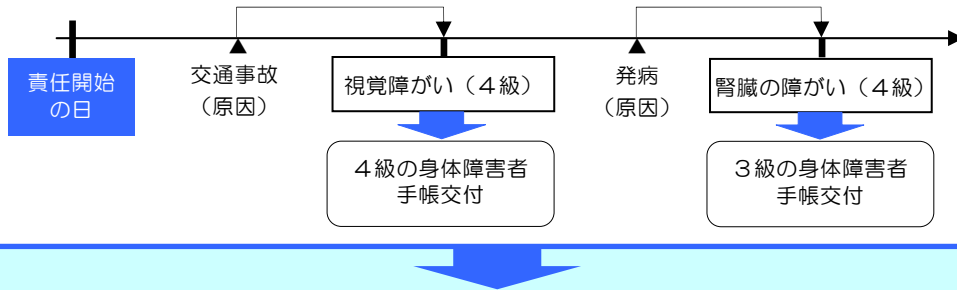 責任開始
の日
交通事故
（原因）
視覚障がい（４級）
４級の身体障害者
手帳交付
発病
（原因）
腎臓の障がい（４級）
３級の身体障害者
手帳交付